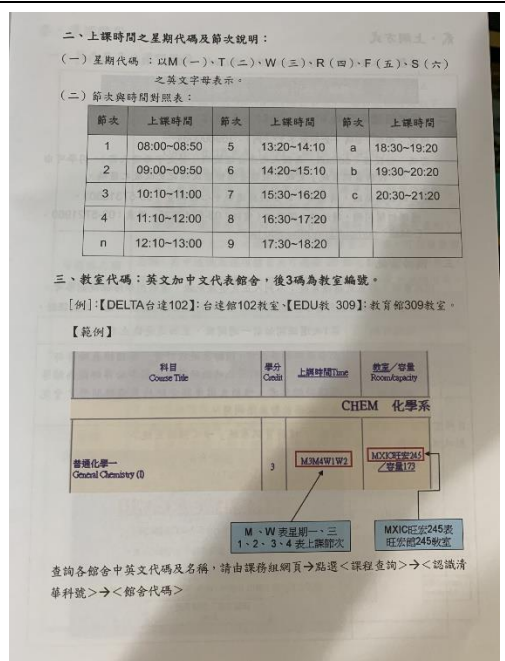 二、上課時間之星期代碼及節次說明：
（一）星期代碼 ：以M（一）、T（二）、W（三）、R（四）、F（五）、S（六）
之英文字母表示。
（二）節次與時間對照表：
節次 上課時間 節次 上課時間 節次 上課時間
1 08:00~08:50 5 13:20~14:10 a 18:30~19:20
2 09:00~09:50 6 14:20~15:10 b 19:30~20:20
3 10:10~11:00 7 15:30~16:20 c 20:30~21:20
4 11:10~12:00 8 16:30~17:20
n 12:10~13:00 9 17:30~18:20
三、教室代碼：英文加中文代表館舍，後3碼為教室編號。
［例］：【DELTA台達102】：台達館102教室、【EDU教 309】：教育館309教室。
【範例】
科目 學分 上課時間Time 教室／容量
Course Title Credit Room/capacity
CHEM 化學系
普通化學一 3 M3M4W1W2 MXIC旺宏245
General Chemistry (I) ／容量173
M 、W 表星期一、三 MXIC旺宏245表
1、2、3、4 表上課節次 旺宏館245教室
查詢各館舍中英文代碼及名稱，請由課務組網頁→點選＜課程查詢＞→＜認識清
華科號＞→＜館舍代碼＞